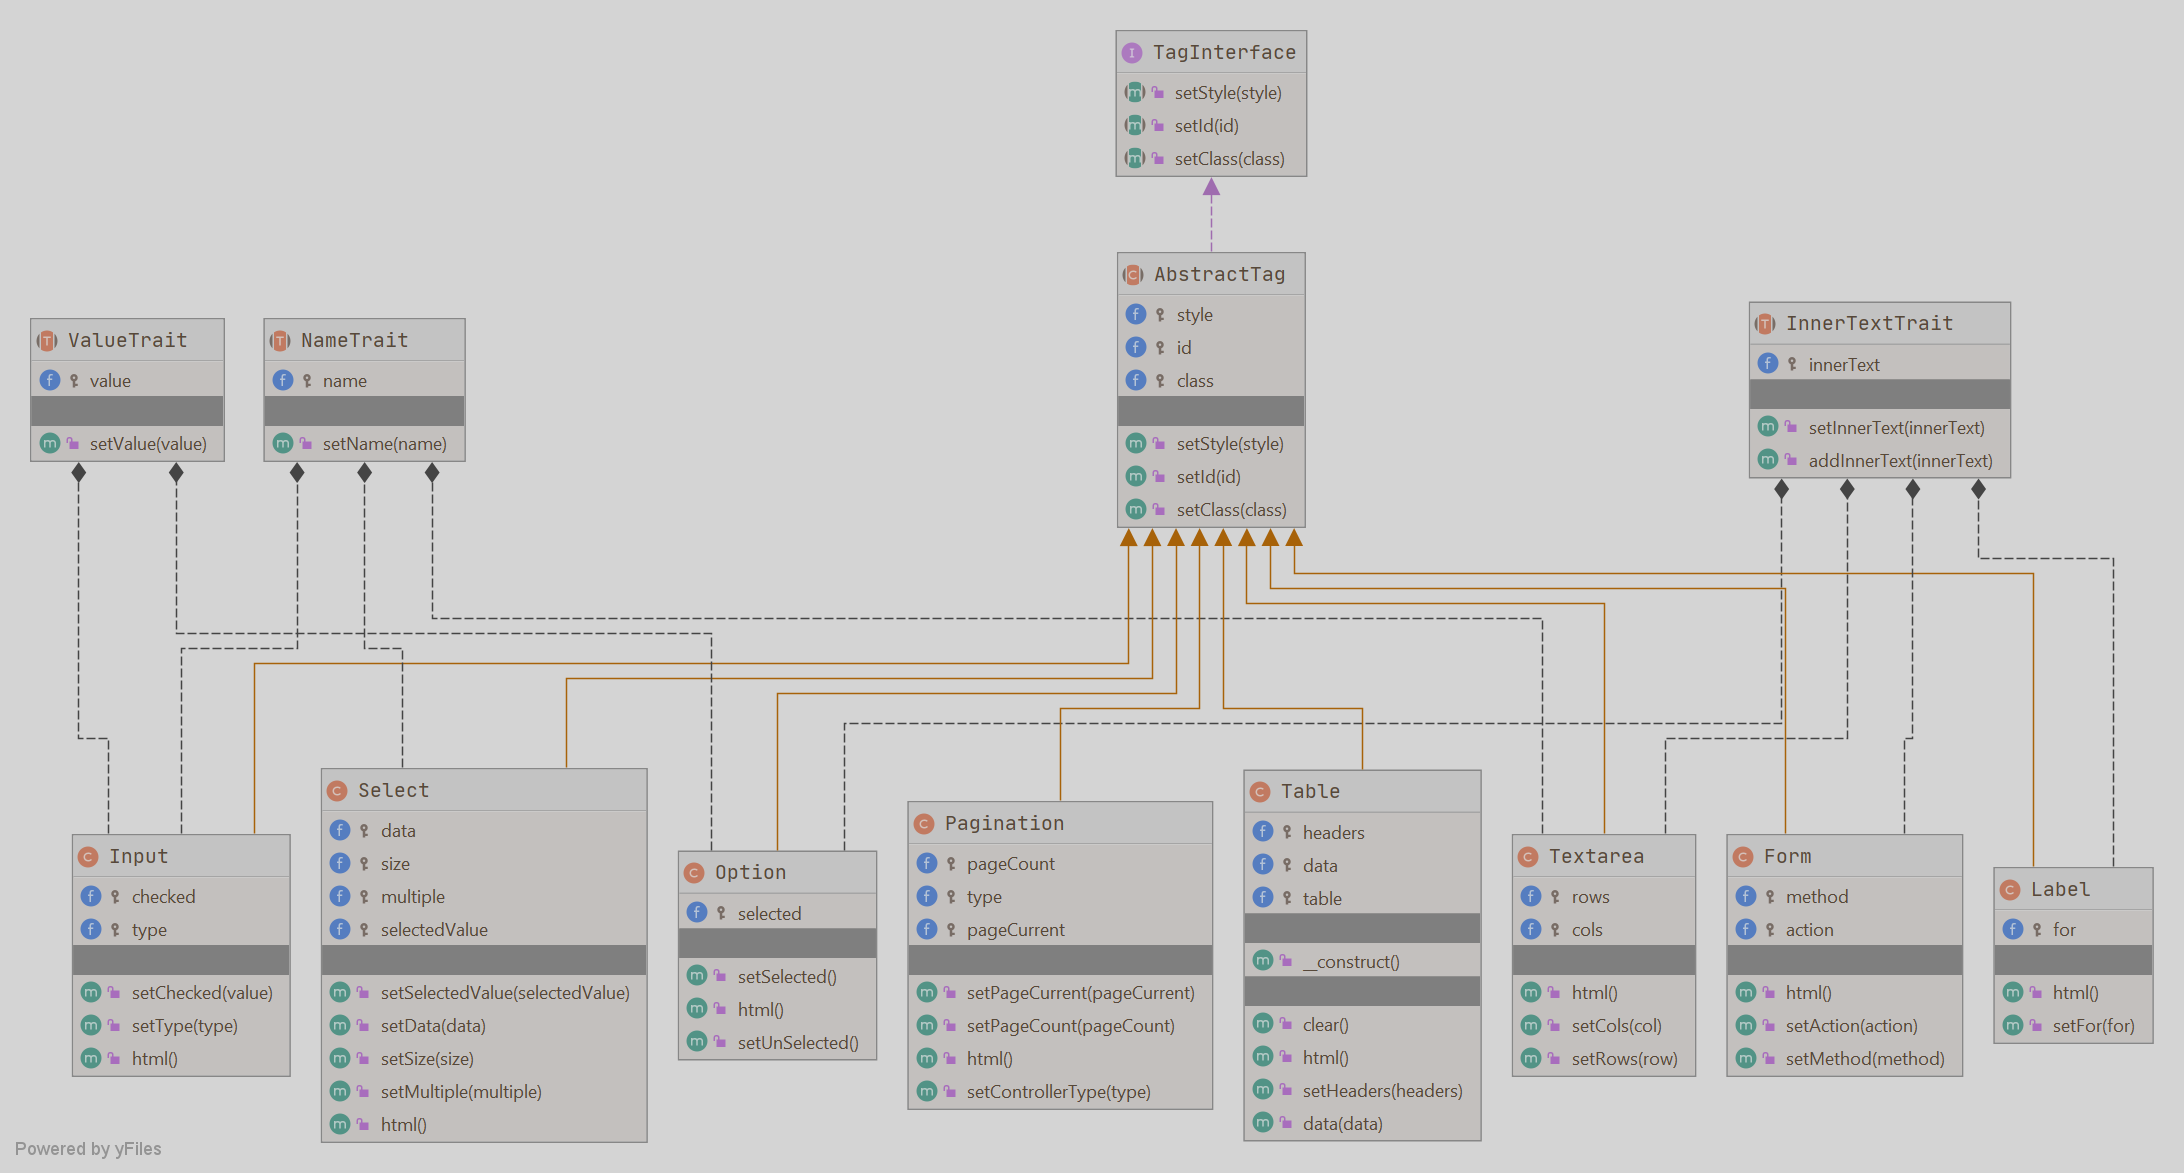 TagInterface
setStyle(style)
setId(id)
setClass(class)
AbstractTag
style
id
class
setStyle(style)
setId(id)
setClass(class)
ValueTrait
value
setValue(value)
NameTrait
name
setName(name)
InnerTextTrait
innerText
setInnerText(innerText)
addInnerText(innerText)
Input
checked
type
setChecked(value)
setType(type)
html()
Select
data
size
multiple
selectedValue
setSelectedValue(selectedValue)
setData(data)
setSize(size)
setMultiple(multiple)
html()
Option
selected
setSelected()
html()
setUnSelected()
Pagination
pageCount
type
pageCurrent
setPageCurrent(pageCurrent)
setPageCount(pageCount)
html()
setControllerType(type)
Table
headers
data
table
__construct()
clear()
html()
setHeaders(headers)
data(data)
Textarea
rows
cols
html()
setCols(col)
setRows(row)
Form
method
action
html()
setAction(action)
setMethod(method)
Label
for
html()
setFor(for)
Powered by yFiles